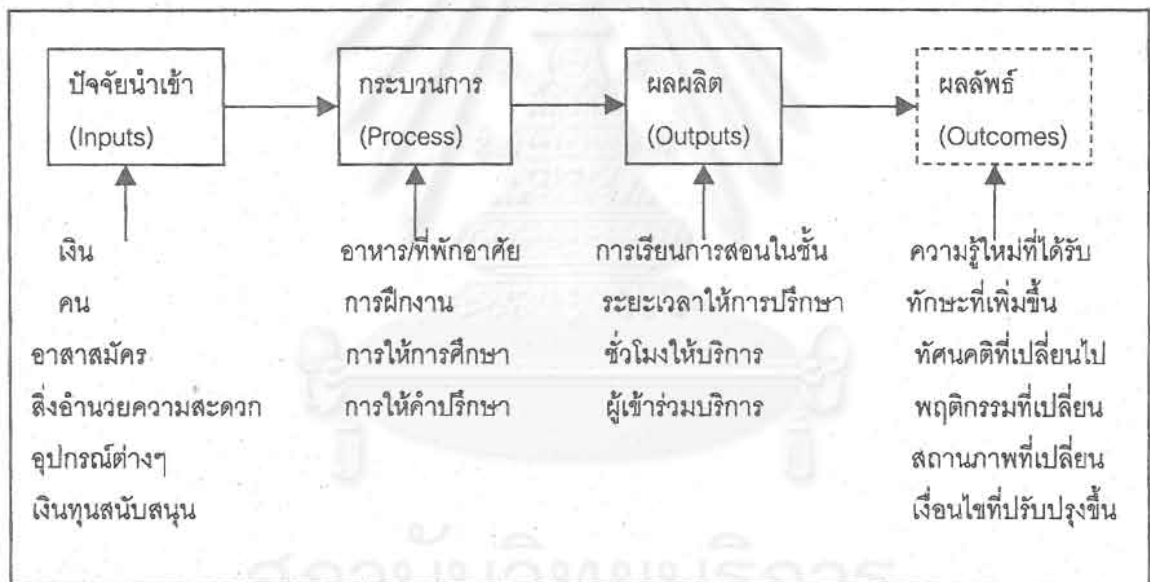 ปัจจัยนำเข้า
(Inputs)
กระบวนการ
(Process)
ผลผลิต
(Outputs)
ผลลัพธ์
(Outcomes)
เงิน
คน
อาสาสมัคร
สิ่งอำนวยความสะดวก
อุปกรณ์ต่างๆ
เงินทุนสนับสนุน
อาหาร/ที่พักอาศัย
การฝึกงาน
การให้การศึกษา
การให้คำปรึกษา
การเรียนการสอนในชั้น
ระยะเวลาให้การปรึกษา
ชั่วโมงให้บริการ
ผู้เข้าร่วมบริการ
ความรู้ใหม่ที่ได้รับ
ทักษะที่เพิ่มขึ้น
ทัศนคติที่เปลี่ยนไป
พฤติกรรมที่เปลี่ยน
สถานภาพที่เปลี่ยน
เงื่อนไขที่ปรับปรุงขึ้น